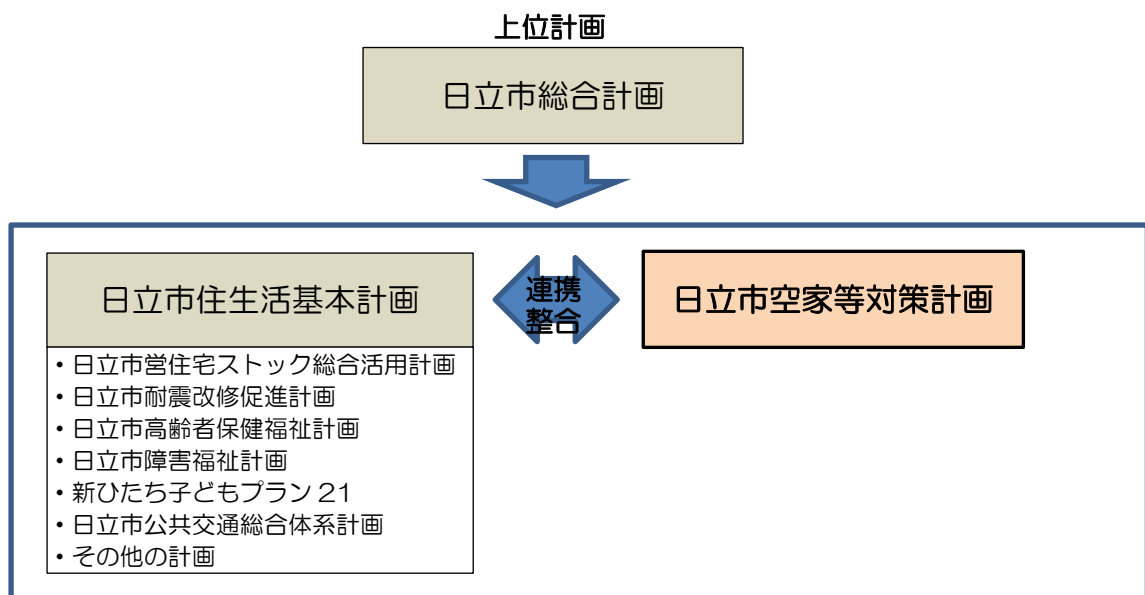 上位計画
日立市総合計画
日立市住生活基本計画
連携
整合
日立市空家等対策計画
・日立市営住宅ストック総合活用計画
・日立市耐震改修促進計画
・日立市高齢者保健福祉計画
・日立市障害福祉計画
・新ひたち子どもプラン 21
・日立市公共交通総合体系計画
・その他の計画